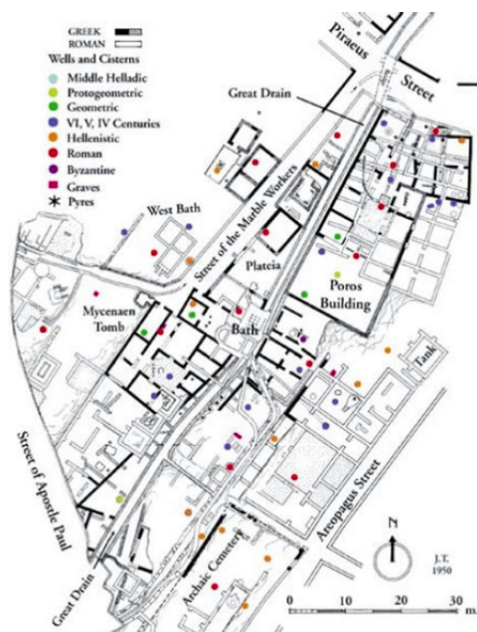 GREEK
ROMAN
Wells and Cisterns
Middle Helladic
Protogeometric
Geometric
VI, V, IV Centuries
Hellenistic
Roman
Byzantine
Graves
Pyres
Piraeus
Street
Great Drain
West Bath
Street of the Marble Workers
Plateia
Poros
Building
Mycenaen
Tomb
Bath
Tank
Street of Apostle Paul
Areopagus Street
Great Drain
Archaic Cemetery
N
J.T.
1950
0 10 20 30 m.